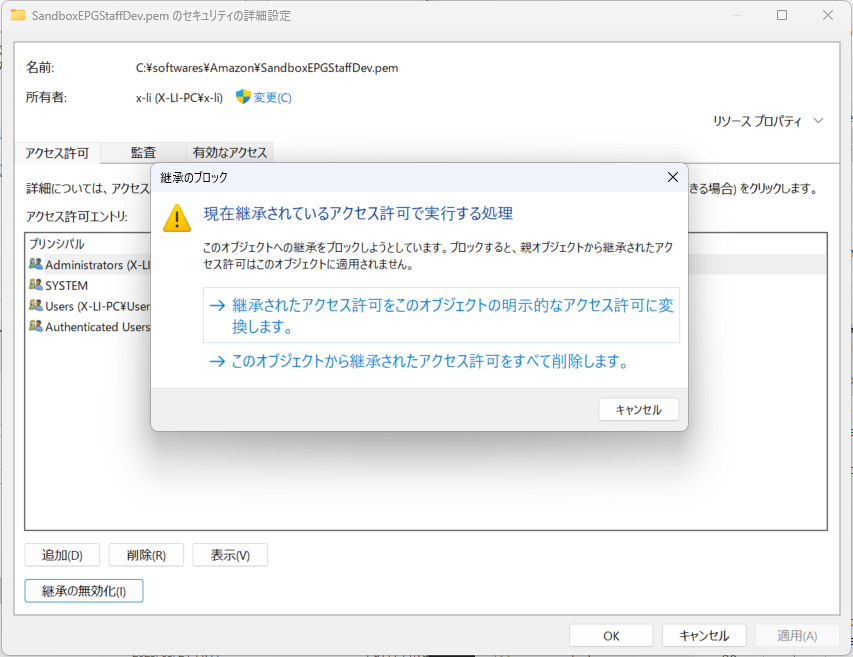 SandboxEPGStaffDev.pem のセキュリティの詳細設定
名前:
C:¥softwares¥Amazon¥SandboxEPGStaffDev.pem
所有者:
x-li (X-LI-PC¥x-li)
変更(C)
リソース プロパティ
アクセス許可
監査
有効なアクセス
詳細については、アクセス
きる場合) をクリックします。
アクセス許可エントリ:
プリンシパル
Administrators (X-LI
SYSTEM
Users (X-LI-PC¥User
Authenticated Users
継承のブロック
現在継承されているアクセス許可で実行する処理
このオブジェクトへの継承をブロックしようとしています。ブロックすると、親オブジェクトから継承されたアク
セス許可はこのオブジェクトに適用されません。
継承されたアクセス許可をこのオブジェクトの明示的なアクセス許可に変
換します。
このオブジェクトから継承されたアクセス許可をすべて削除します。
キャンセル
追加(D)
削除(R)
表示(V)
継承の無効化(I)
OK
キャンセル
適用(A)